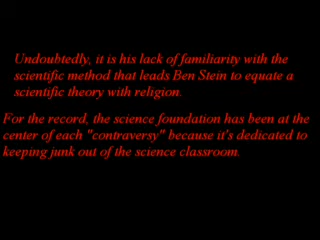 Undoubtedly, it is his lack of familiarity with the
scientific method that leads Ben Stein to equate a
scientific theory with religion.
For the record, the science foundation has been at the
center of each "contraversy" because it's dedicated to
keeping junk out of the science classroom.